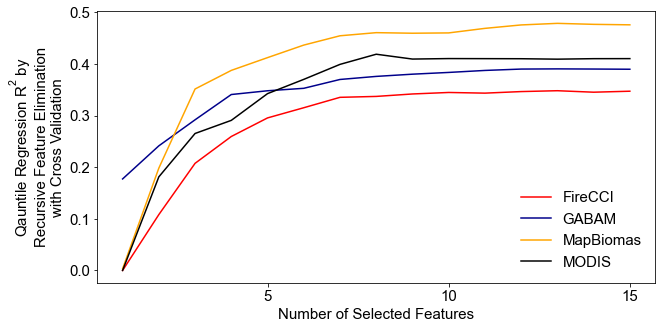 Qauntile Regression R² by
Recursive Feature Elimination
with Cross Validation
0.5
0.4
0.3
0.2
0.1
0.0
5
10
15
Number of Selected Features
FireCCI
GABAM
MapBiomas
MODIS